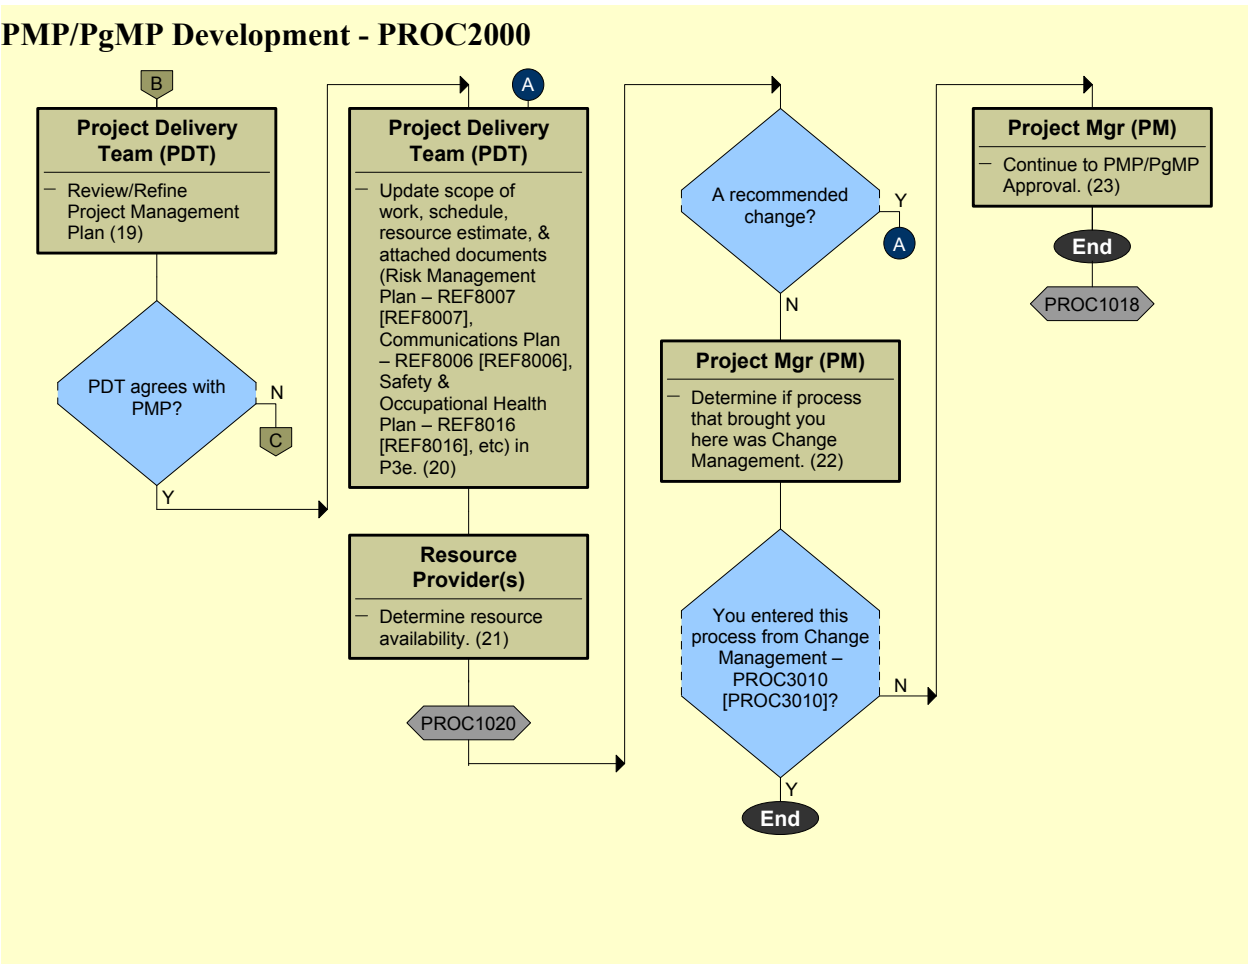 PMP/PgMP Development - PROC2000
B
Project Delivery
Team (PDT)
— Review/Refine
Project Management
Plan (19)
PDT agrees with
PMP?
N
C
Y
A
Project Delivery
Team (PDT)
— Update scope of
work, schedule,
resource estimate, &
attached documents
(Risk Management
Plan – REF8007
[REF8007],
Communications Plan
– REF8006 [REF8006],
Safety &
Occupational Health
Plan – REF8016
[REF8016], etc) in
P3e. (20)
Resource
Provider(s)
— Determine resource
availability. (21)
PROC1020
A recommended
change?
Y
A
N
Project Mgr (PM)
— Determine if process
that brought you
here was Change
Management. (22)
You entered this
process from Change
Management –
PROC3010
[PROC3010]?
N
Y
End
Project Mgr (PM)
— Continue to PMP/PgMP
Approval. (23)
End
PROC1018